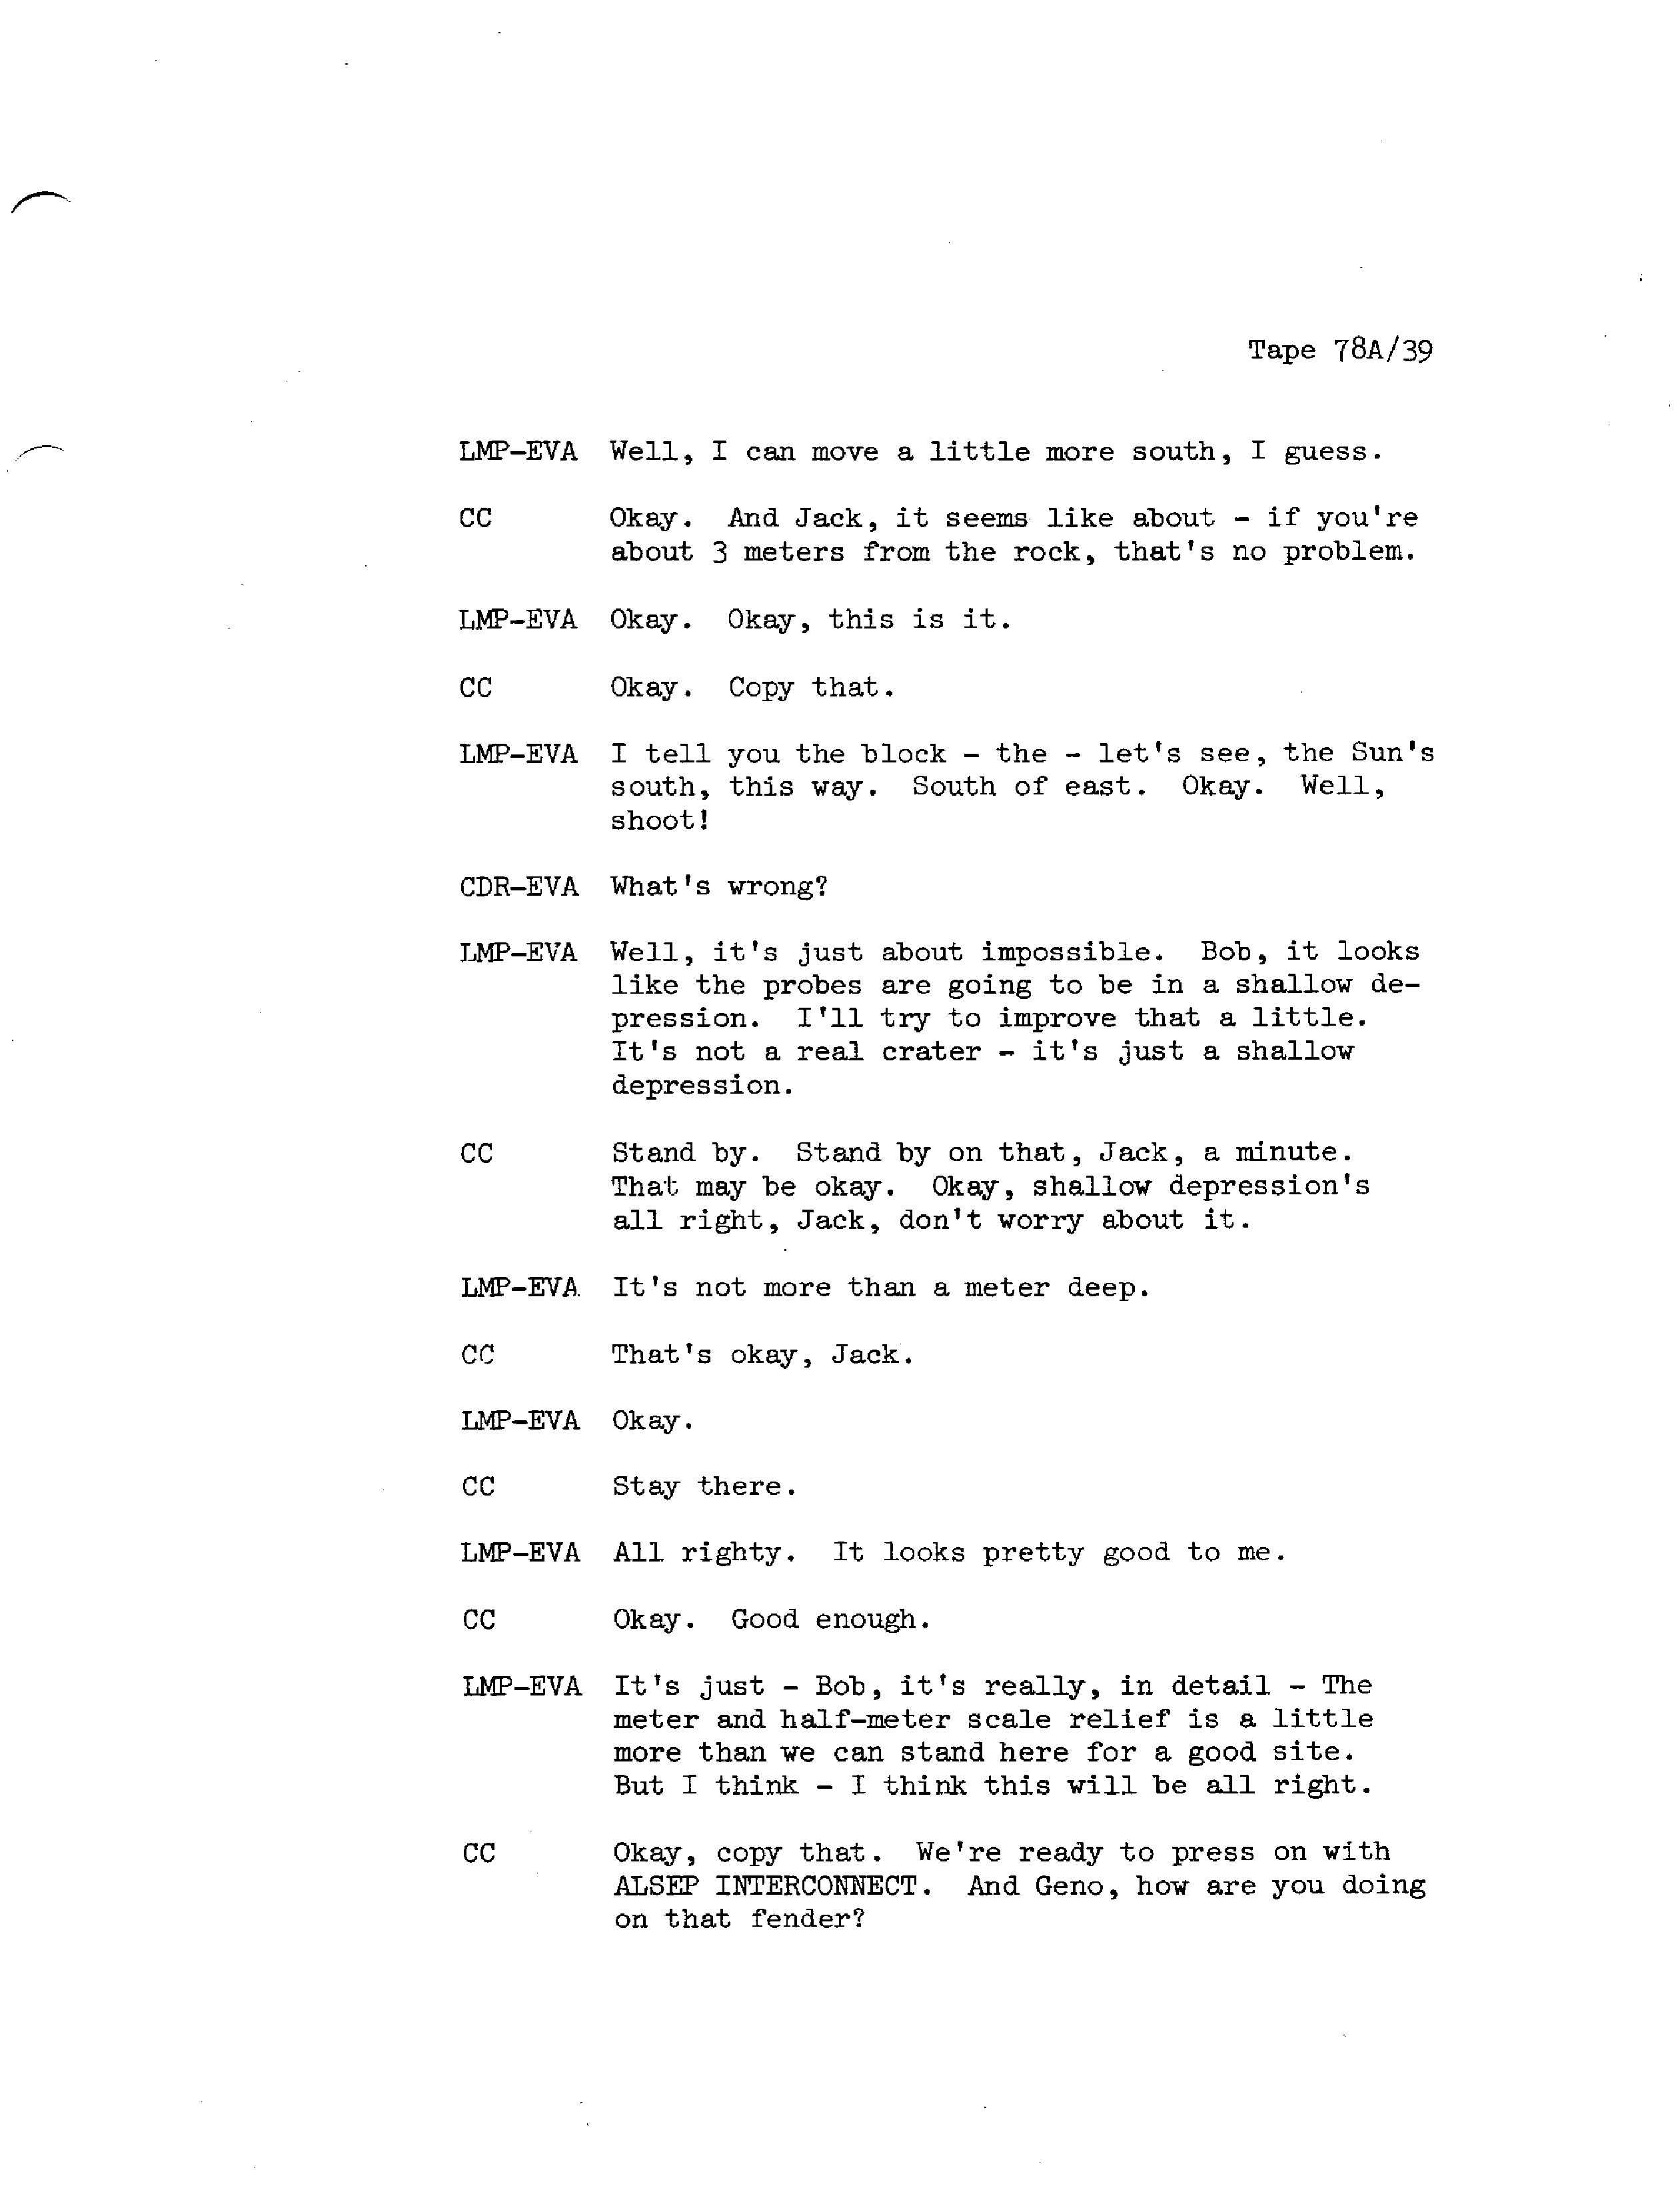 Tape 78A/39
LMP-EVA Well, I can move a little more south, I guess.
CC Okay. And Jack, it seems like about - if you're
about 3 meters from the rock, that's no problem.
LMP-EVA Okay. Okay, this is it.
CC Okay. Copy that.
LMP-EVA I tell you the block - the - let's see, the Sun's
south, this way. South of east. Okay. Well,
shoot!
CDR-EVA What's wrong?
LMP-EVA Well, it's just about impossible. Bob, it looks
like the probes are going to be in a shallow de-
pression. I'll try to improve that a little.
It's not a real crater - it's just a shallow
depression.
CC Stand by. Stand by on that, Jack, a minute.
That may be okay. Okay, shallow depression's
all right, Jack, don't worry about it.
LMP-EVA It's not more than a meter deep.
CC That's okay, Jack.
LMP-EVA Okay.
CC Stay there.
LMP-EVA All righty. It looks pretty good to me.
CC Okay. Good enough.
LMP-EVA It's just - Bob, it's really, in detail - The
meter and half-meter scale relief is a little
more than we can stand here for a good site.
But I think - I think this will be all right.
CC Okay, copy that. We're ready to press on with
ALSEP INTERCONNECT. And Geno, how are you doing
on that fender?